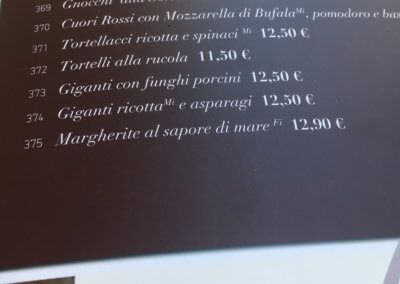 369 Gnocchi
370 Cuori Rossi con Mozzarella di Bufala Mi, pomodoro e bas
371 Tortellacci ricotta e spinaci Mi 12,50 €
372 Tortelli alla rucola 11,50 €
373 Giganti con funghi porcini 12,50 €
374 Giganti ricotta Mi e asparagi 12,50 €
375 Margherite al sapore di mare Fi 12,90 €